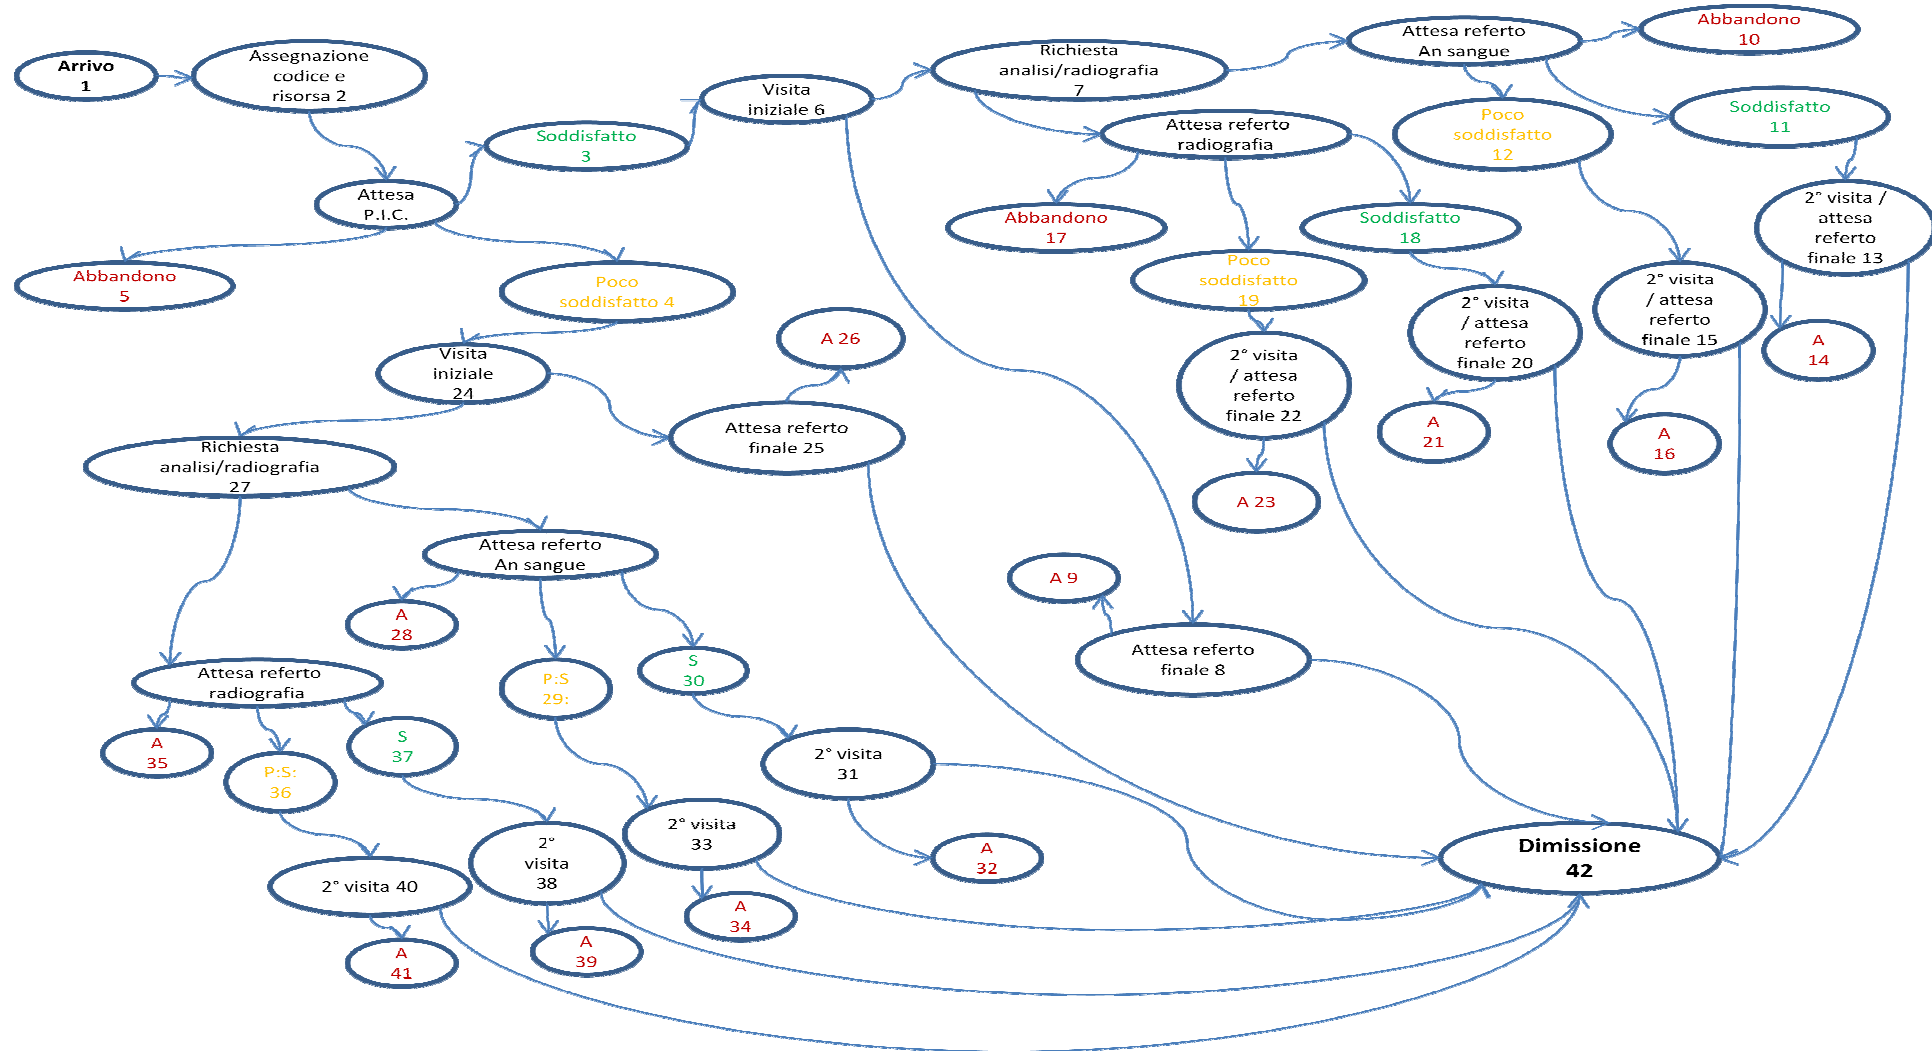 Arrivo
1
Assegnazione
codice e
risorsa 2
Attesa
P.I.C.
Soddisfatto
3
Abbandono
5
Poco
soddisfatto 4
Visita
iniziale 6
Richiesta
analisi/radiografia
7
Attesa referto
An sangue
Abbandono
10
Soddisfatto
11
Poco
soddisfatto
12
Attesa referto
radiografia
Abbandono
17
Soddisfatto
18
Poco
soddisfatto
19
2° visita /
attesa
referto
finale 13
2° visita
/ attesa
referto
finale 15
2° visita
/ attesa
referto
finale 20
2° visita
/ attesa
referto
finale 22
A
14
A
16
A
21
A 23
Visita
iniziale
24
A 26
Attesa referto
finale 25
Richiesta
analisi/radiografia
27
Attesa referto
An sangue
A
28
P:S
29:
S
30
A 9
Attesa referto
finale 8
Attesa referto
radiografia
A
35
P:S:
36
S
37
2° visita
31
2° visita
33
2°
visita
38
2° visita 40
A
32
A
34
A
39
A
41
Dimissione
42